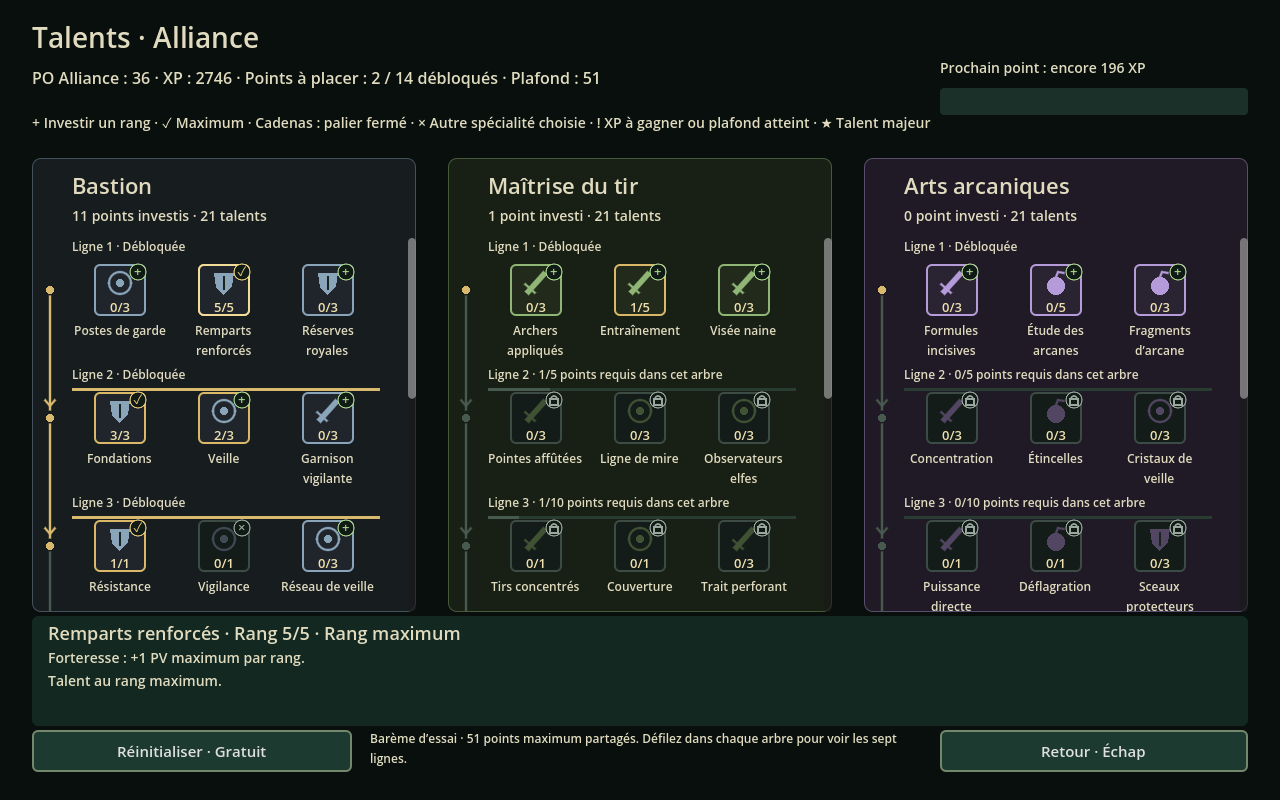 Talents · Alliance
PO Alliance : 36 · XP : 2746 · Points à placer : 2 / 14 débloqués · Plafond : 51
Prochain point : encore 196 XP
+ Investir un rang · ✓ Maximum · Cadenas : palier fermé · × Autre spécialité choisie · ! XP à gagner ou plafond atteint · ★ Talent majeur
Bastion
11 points investis · 21 talents
Ligne 1 · Débloquée
0/3 5/5 0/3
Postes de garde Remparts Réserves
renforcés royales
Ligne 2 · Débloquée
3/3 2/3 0/3
Fondations Veille Garnison
vigilante
Ligne 3 · Débloquée
1/1 0/1 0/3
Résistance Vigilance Réseau de veille
Maîtrise du tir
1 point investi · 21 talents
Ligne 1 · Débloquée
0/3 1/5 0/3
Archers Entraînement Visée naine
appliqués
Ligne 2 · 1/5 points requis dans cet arbre
0/3 0/3 0/3
Pointes affûtées Ligne de mire Observateurs
elfes
Ligne 3 · 1/10 points requis dans cet arbre
0/1 0/1 0/3
Tirs concentrés Couverture Trait perforant
Arts arcaniques
0 point investi · 21 talents
Ligne 1 · Débloquée
0/3 0/5 0/3
Formules Étude des Fragments
incisives arcanes d’arcane
Ligne 2 · 0/5 points requis dans cet arbre
0/3 0/3 0/3
Concentration Étincelles Cristaux de
veille
Ligne 3 · 0/10 points requis dans cet arbre
0/1 0/1 0/3
Puissance Déflagration Sceaux
directe protecteurs
Remparts renforcés · Rang 5/5 · Rang maximum
Forteresse : +1 PV maximum par rang.
Talent au rang maximum.
Réinitialiser · Gratuit
Barème d’essai · 51 points maximum partagés. Défilez dans chaque arbre pour voir les sept
lignes.
Retour · Échap